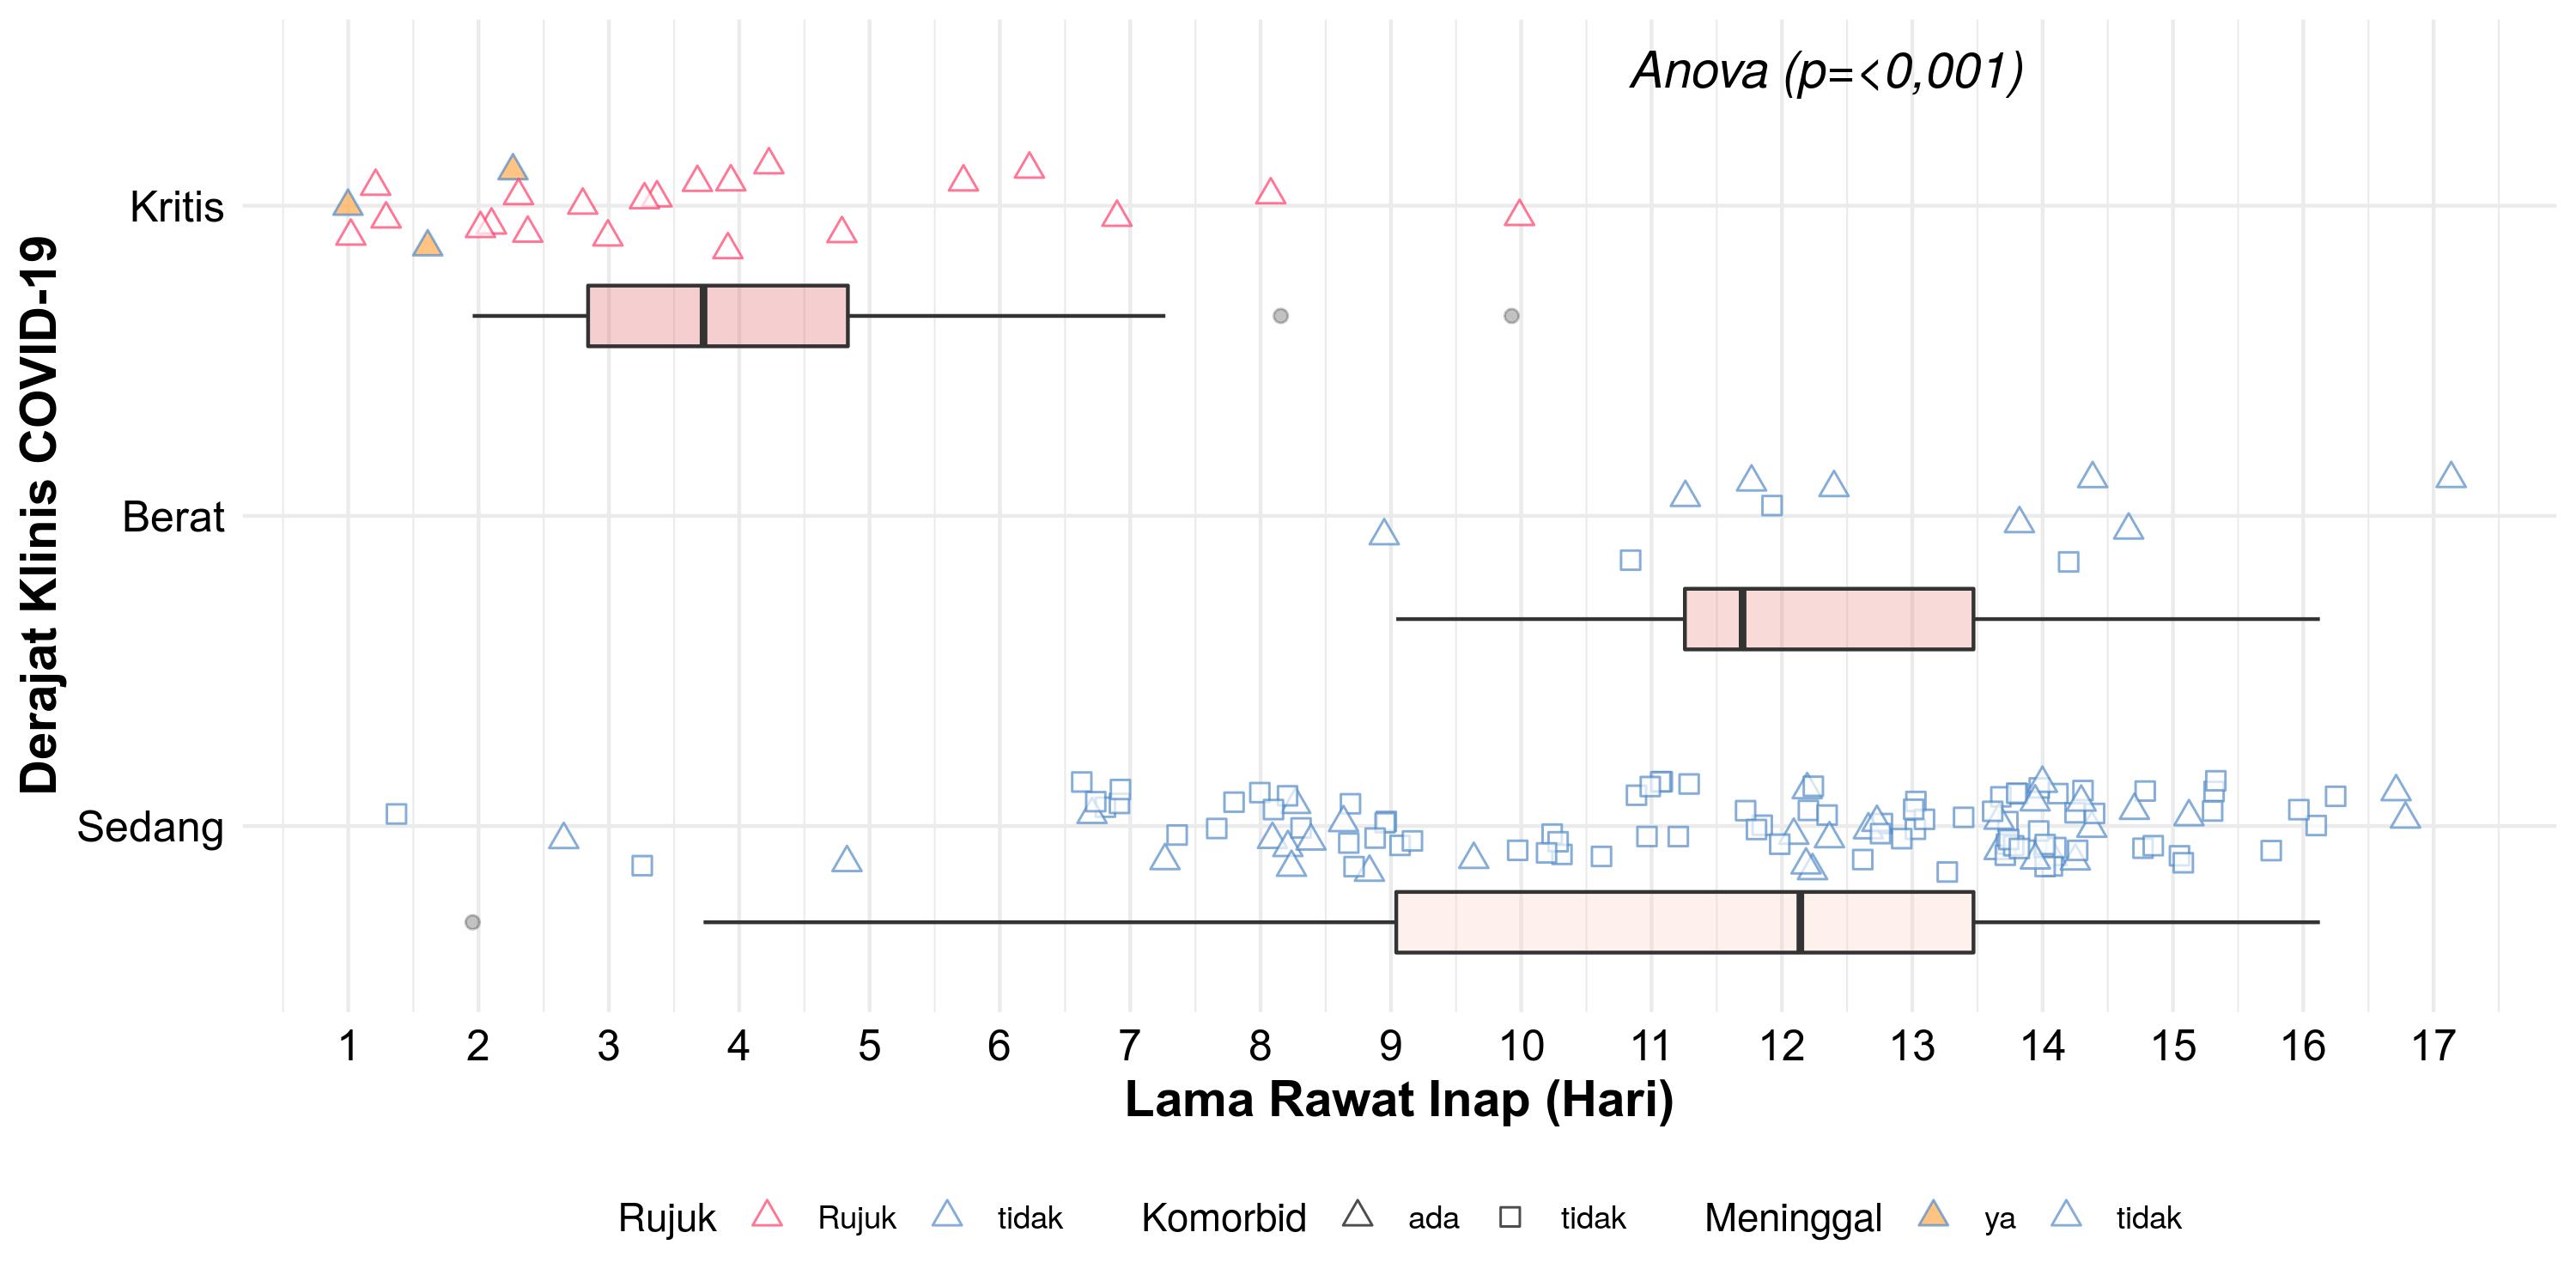 Anova (p=<0,001)
Derajat Klinis COVID-19
Kritis
Berat
Sedang
1 2 3 4 5 6 7 8 9 10 11 12 13 14 15 16 17
Lama Rawat Inap (Hari)
Rujuk Rujuk tidak Komorbid ada tidak Meninggal ya tidak